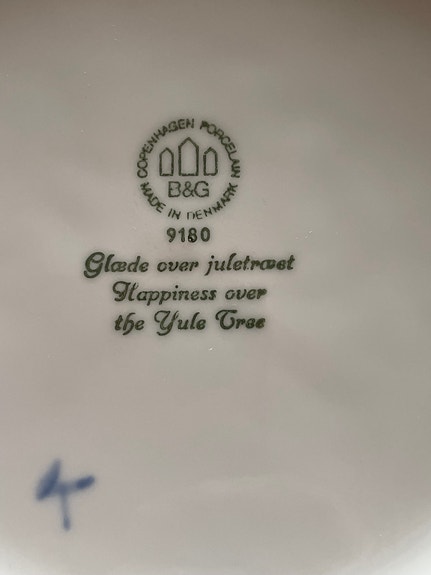 COPENHAGEN PORCELAIN
B&G
MADE IN DENMARK
9180
Glæde over juletræet
Happiness over
the Yule Tree